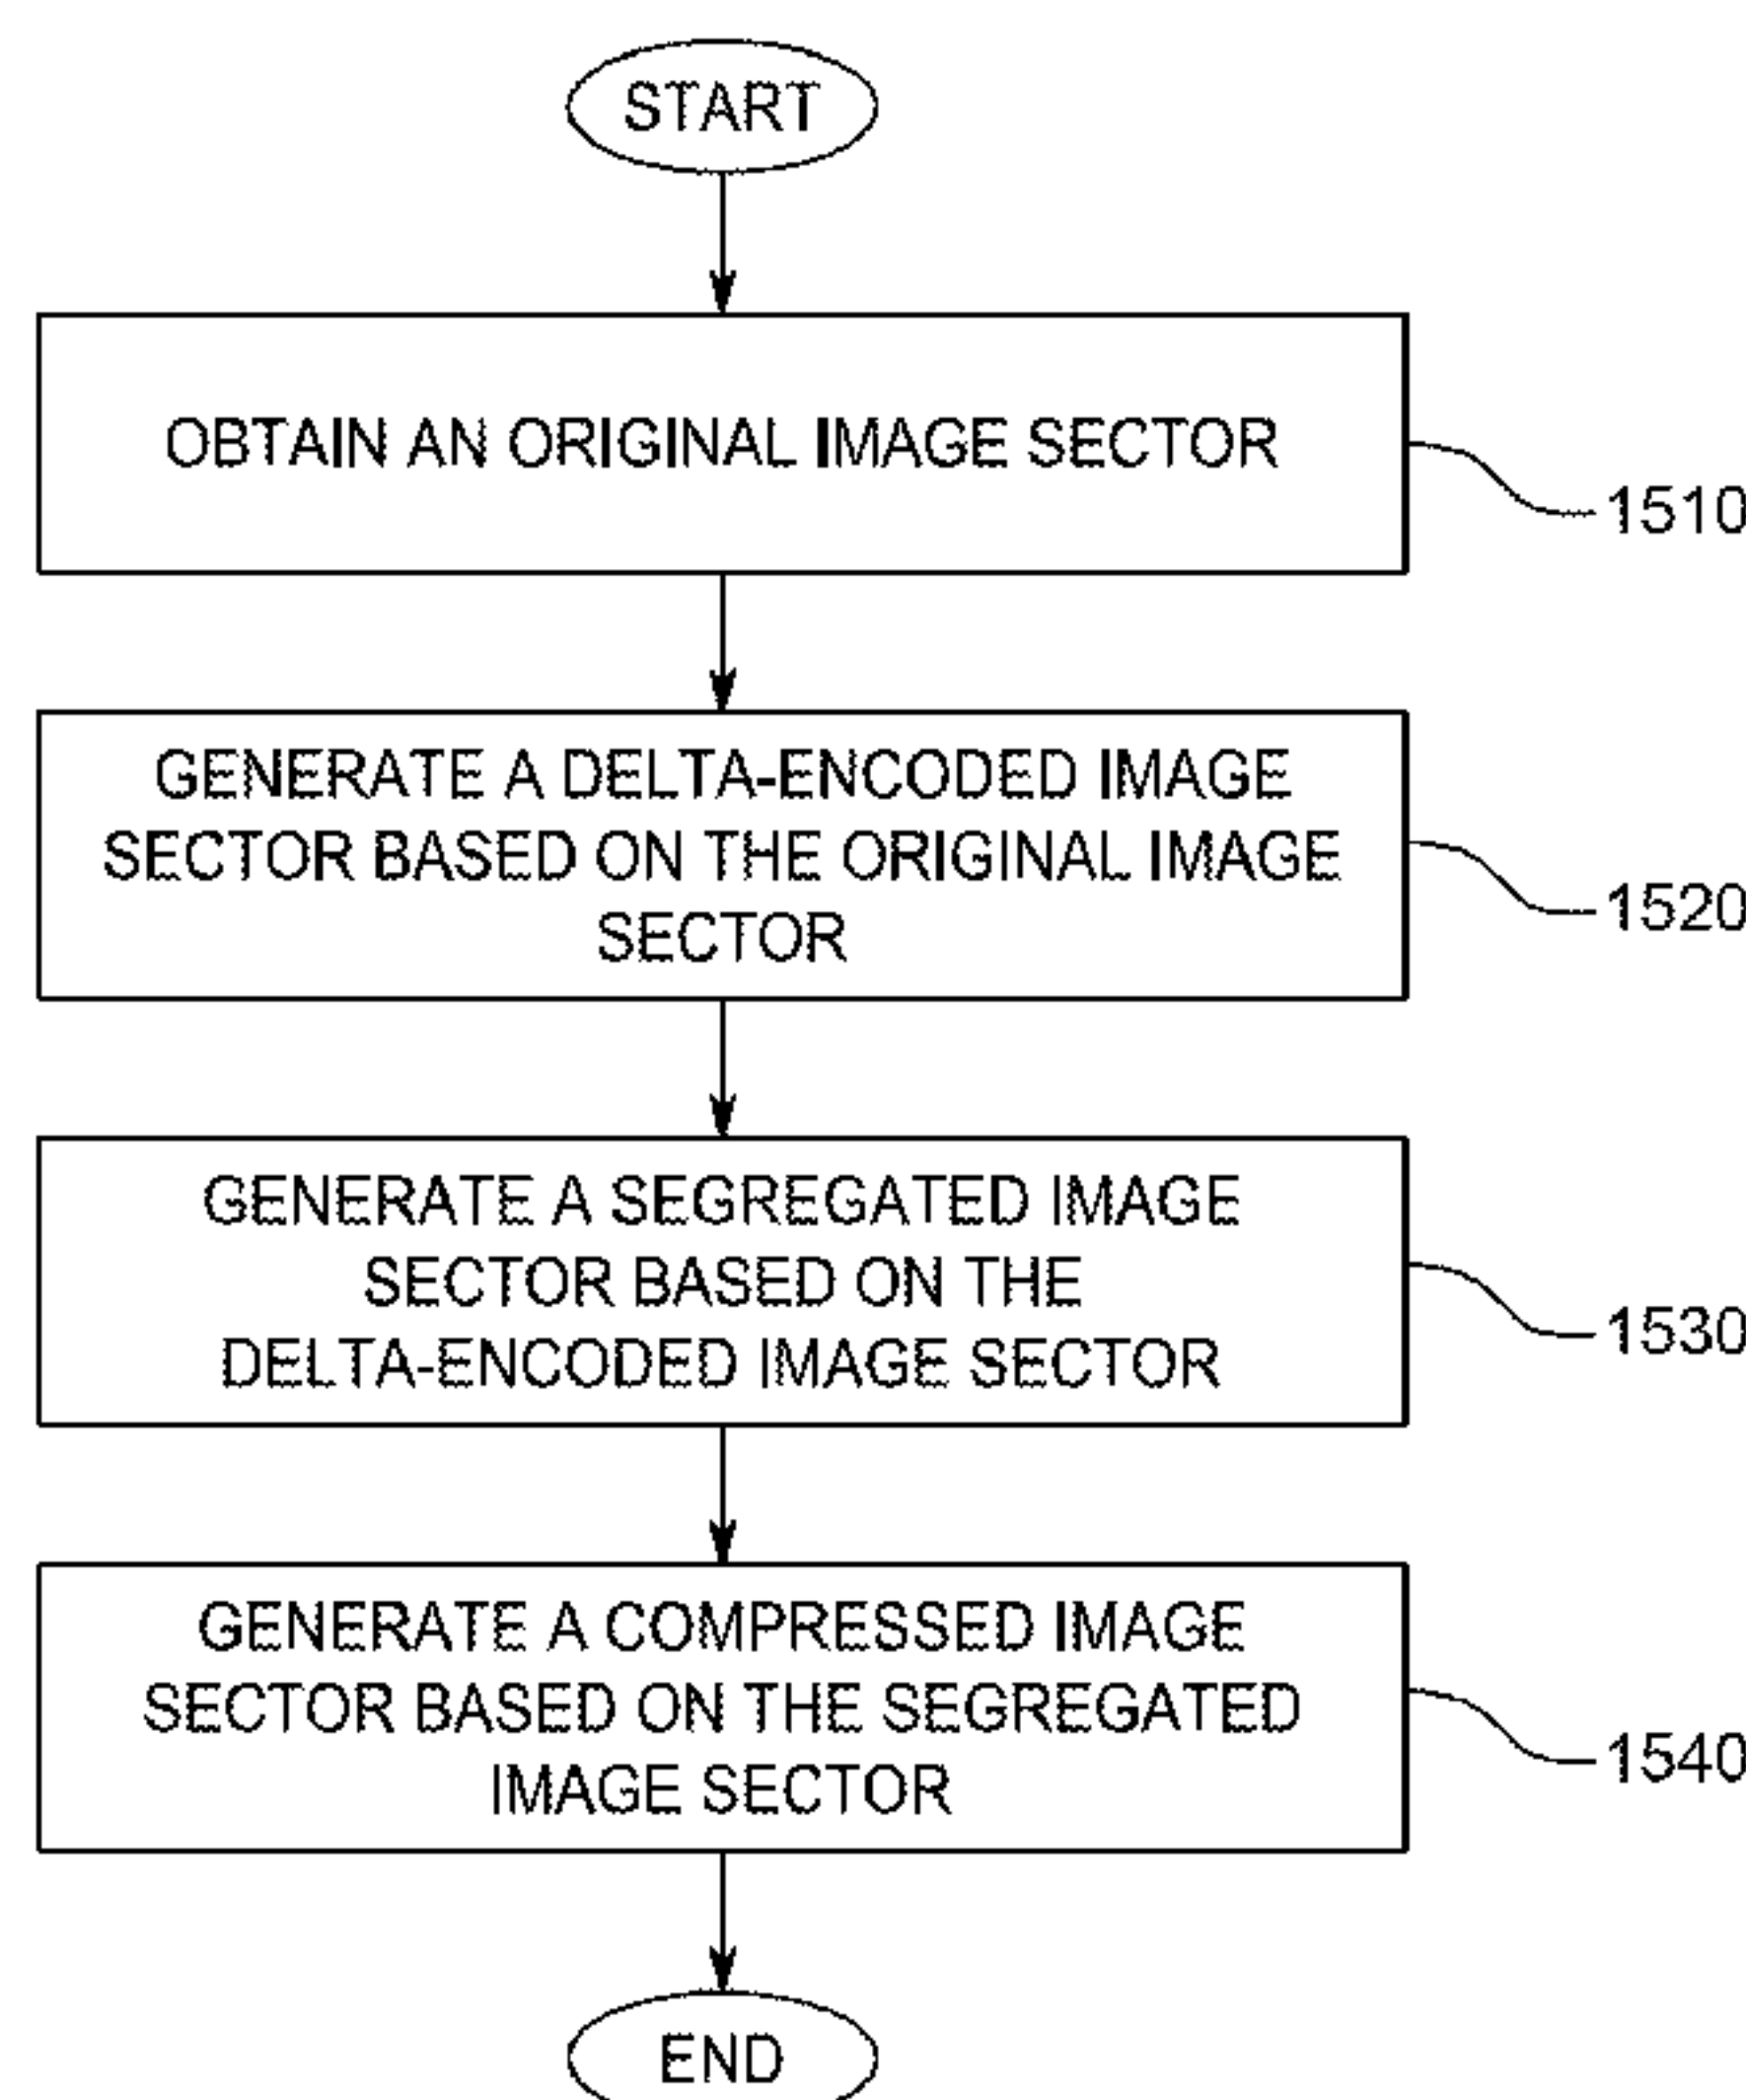 START
OBTAIN AN ORIGINAL IMAGE SECTOR
1510
GENERATE A DELTA-ENCODED IMAGE
SECTOR BASED ON THE ORIGINAL IMAGE
SECTOR
1520
GENERATE A SEGREGATED IMAGE
SECTOR BASED ON THE
DELTA-ENCODED IMAGE SECTOR
1530
GENERATE A COMPRESSED IMAGE
SECTOR BASED ON THE SEGREGATED
IMAGE SECTOR
1540
END